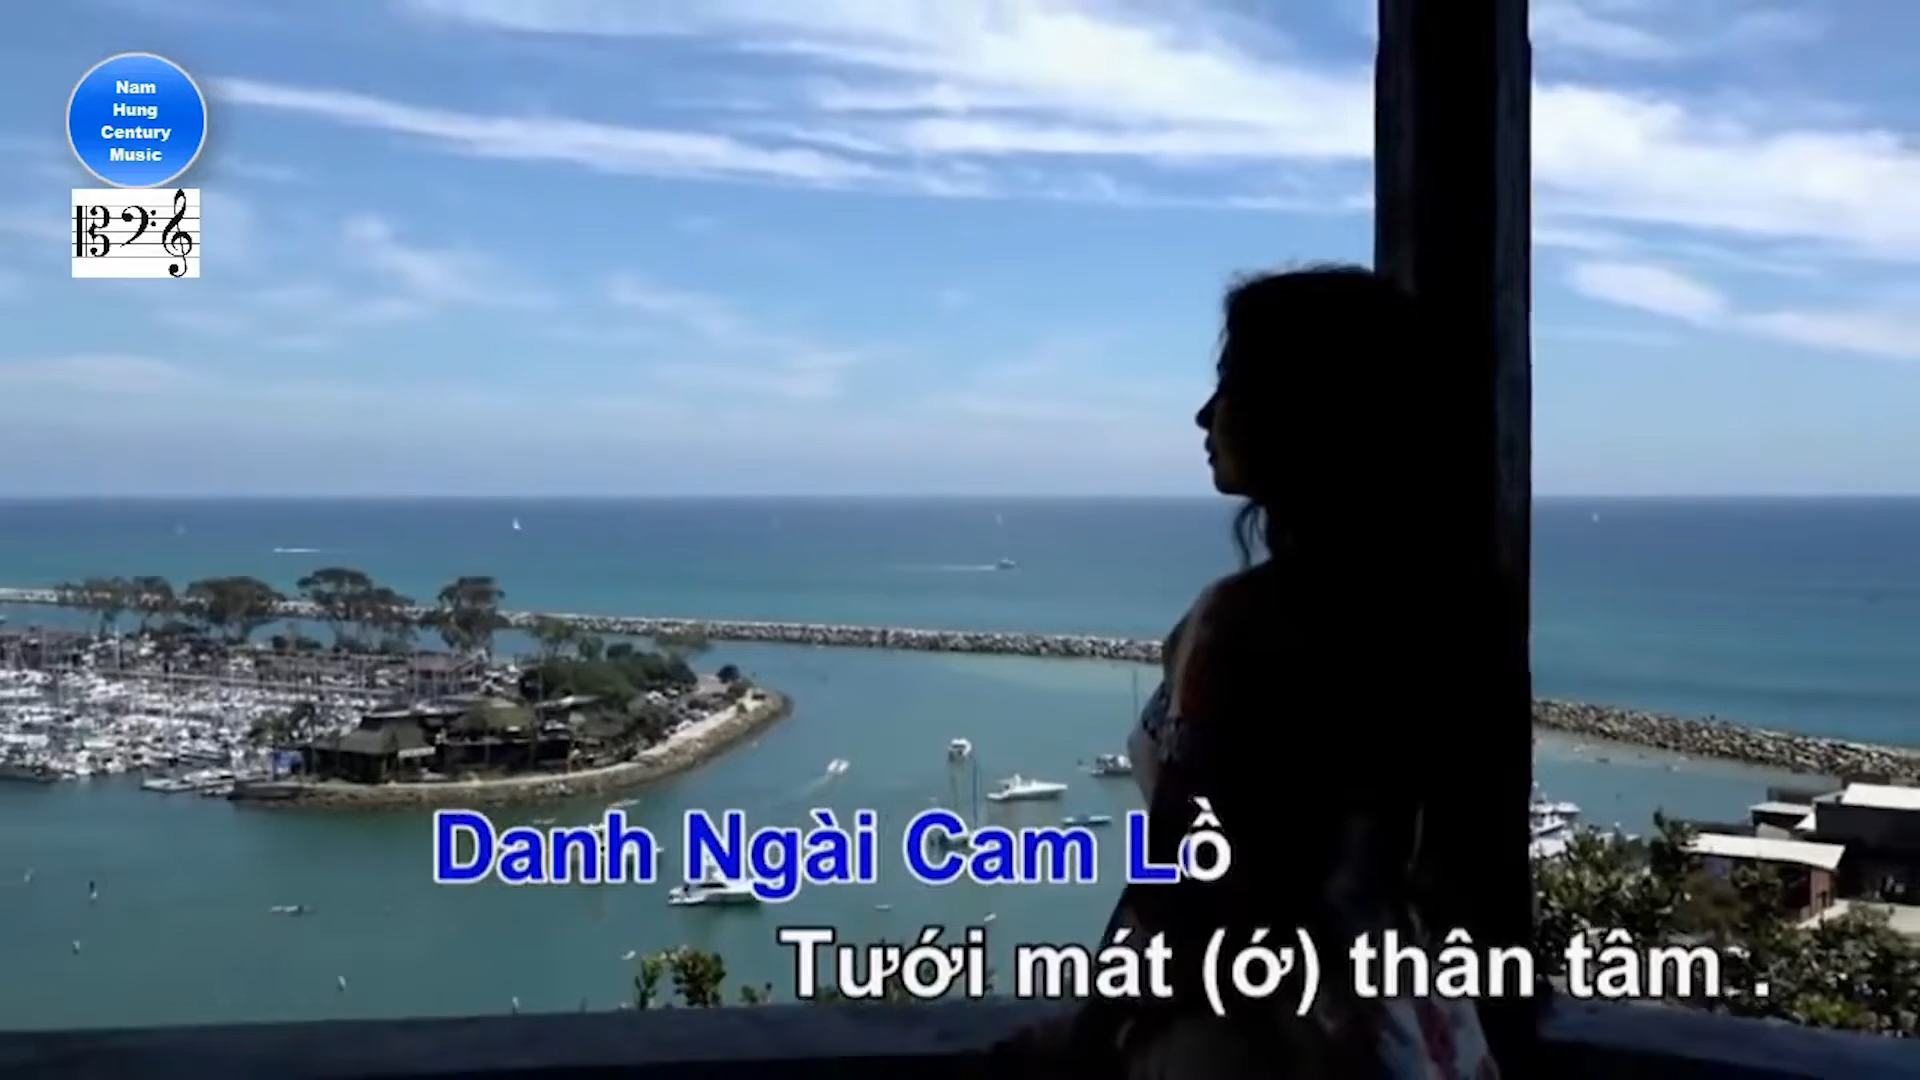 Nam
Hung
Century
Music
Danh Ngài Cam Lồ
Tưới mát (ớ) thân tâm .